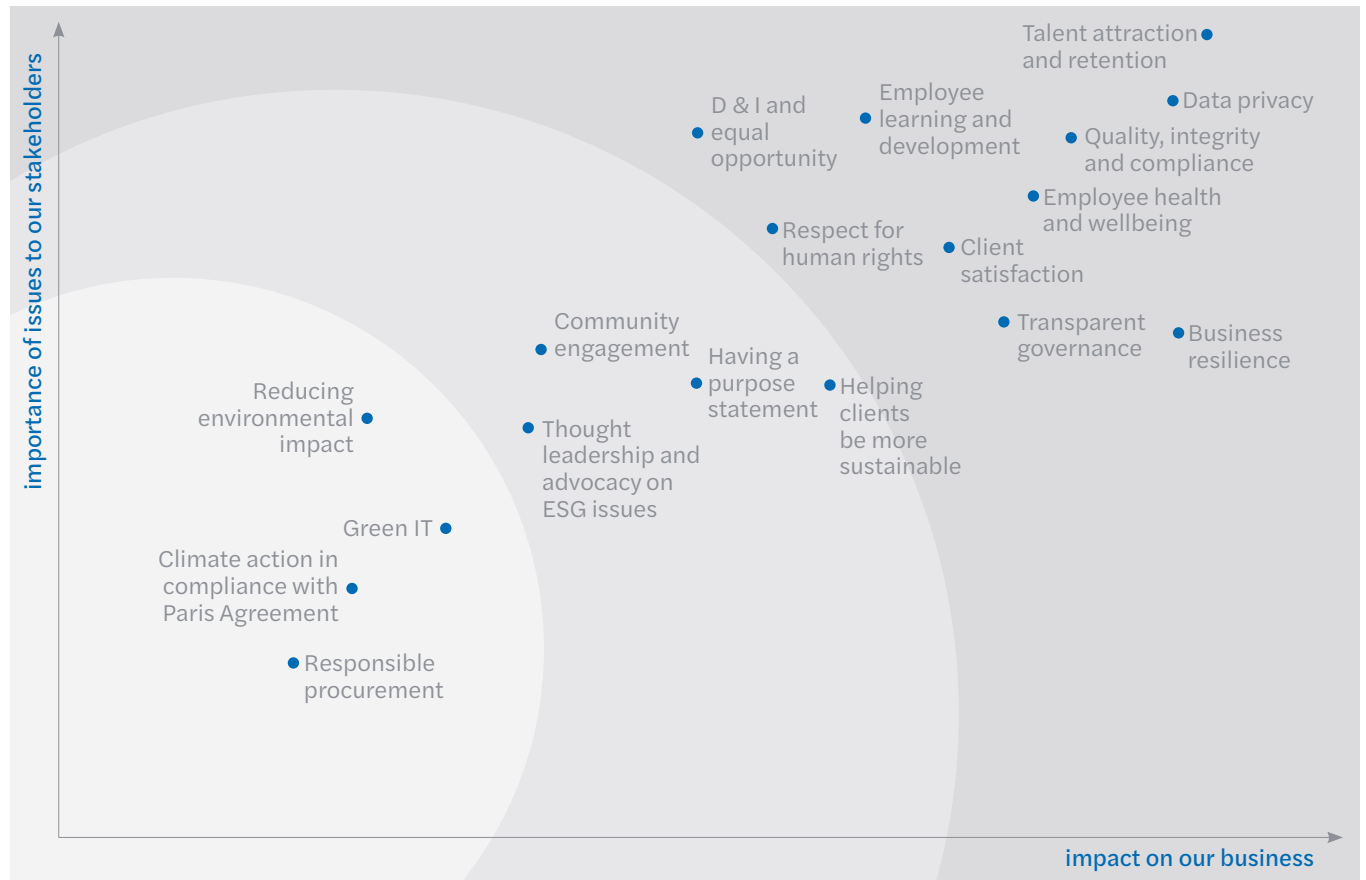 importance of issues to our stakeholders
Talent attraction
and retention
Data privacy
D & I and
equal
opportunity
Employee
learning and
development
Quality, integrity
and compliance
Employee health
and wellbeing
Respect for
human rights
Client
satisfaction
Transparent
governance
Business
resilience
Community
engagement
Having a
purpose
statement
Helping
clients
be more
sustainable
Reducing
environmental
impact
Thought
leadership and
advocacy on
ESG issues
Green IT
Climate action in
compliance with
Paris Agreement
Responsible
procurement
impact on our business